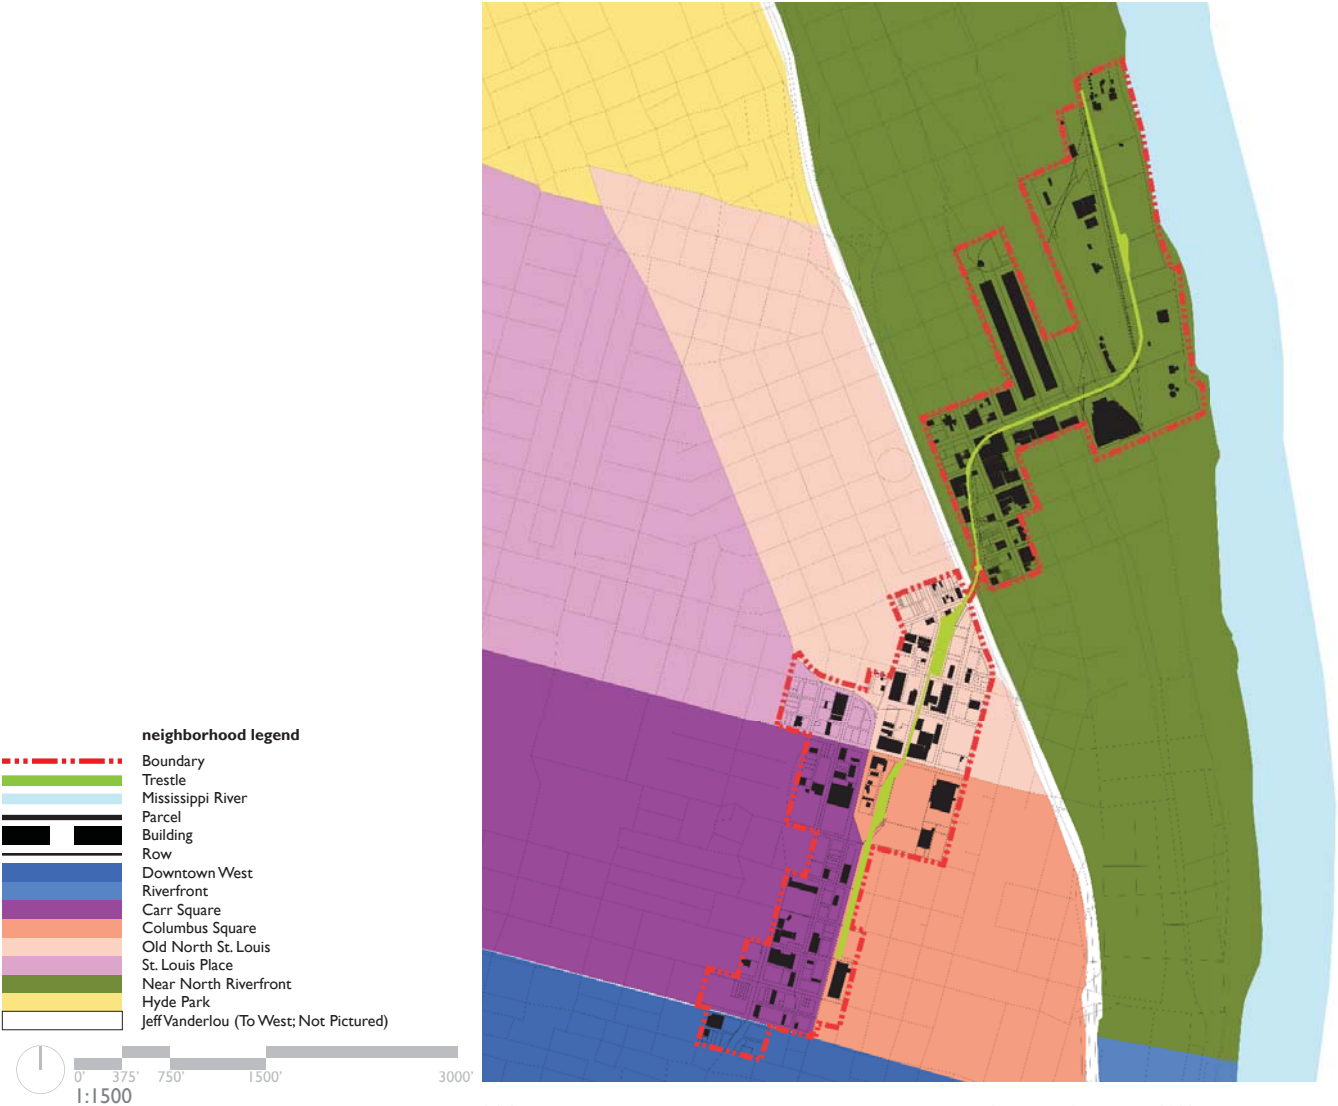 neighborhood legend
Boundary
Trestle
Mississippi River
Parcel
Building
Row
Downtown West
Riverfront
Carr Square
Columbus Square
Old North St. Louis
St. Louis Place
Near North Riverfront
Hyde Park
Jeff Vanderlou (To West; Not Pictured)
0' 375' 750' 1500' 3000'
1:1500